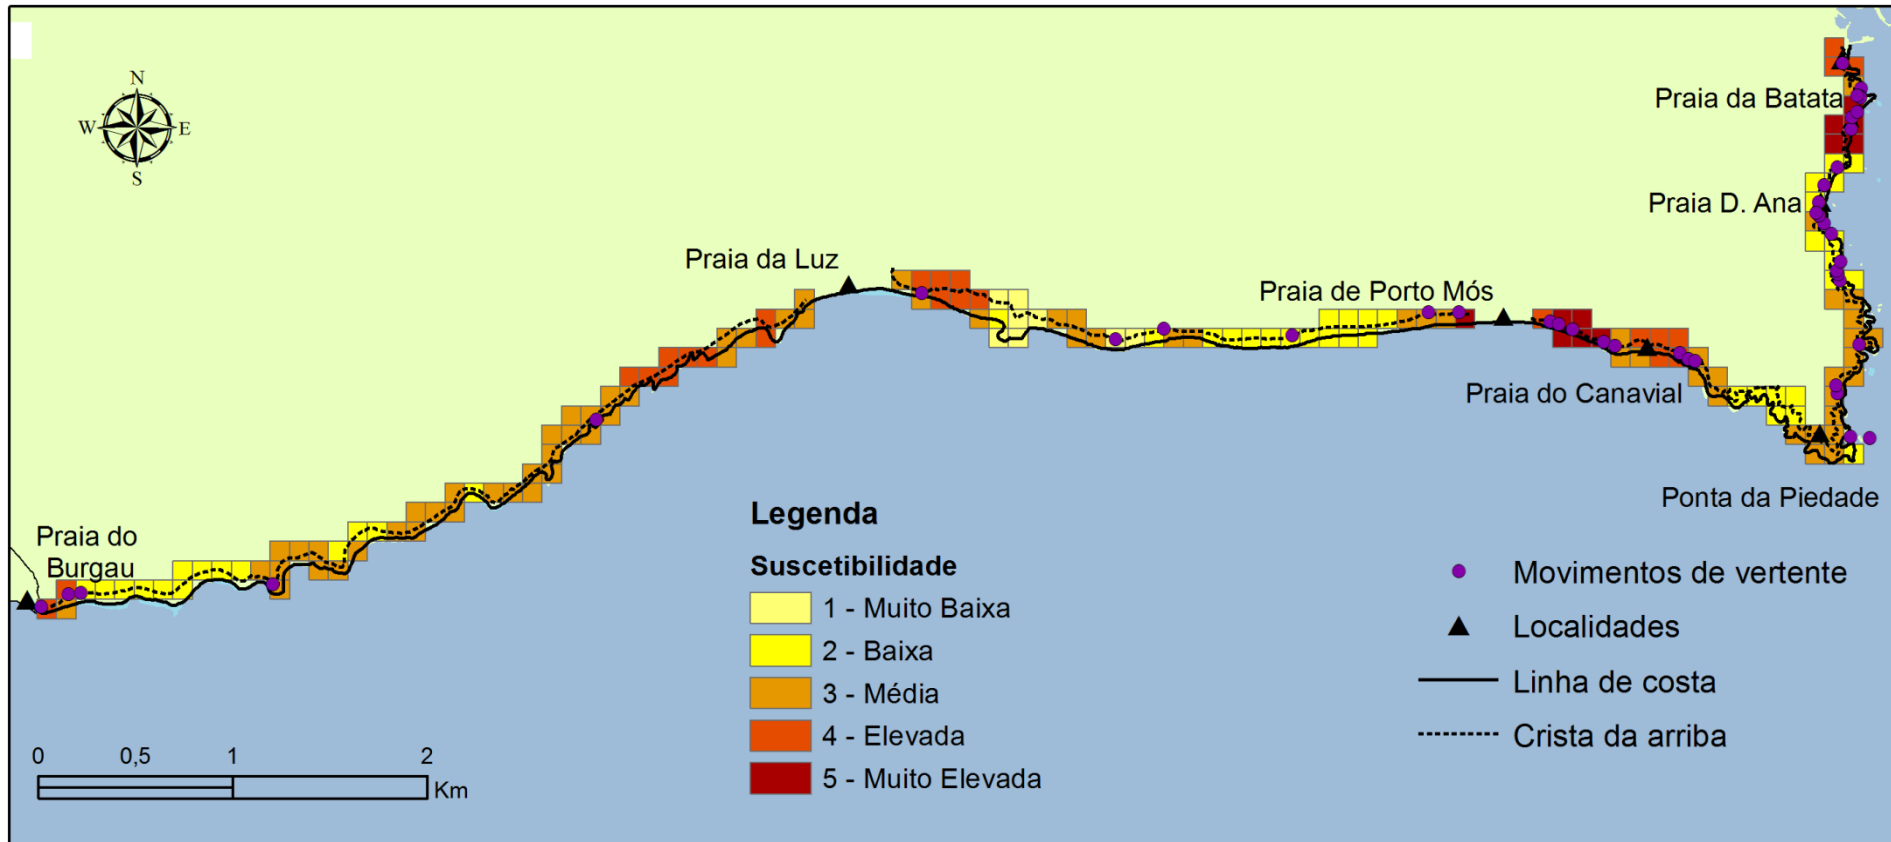 N
W E
S
Praia da Batata
Praia D. Ana
Praia da Luz
Praia de Porto Mós
Praia do Canavial
Ponta da Piedade
Praia do
Burgau
Legenda
Suscetibilidade
1 - Muito Baixa
2 - Baixa
3 - Média
4 - Elevada
5 - Muito Elevada
Movimentos de vertente
Localidades
Linha de costa
Crista da arriba
0 0,5 1 2
Km